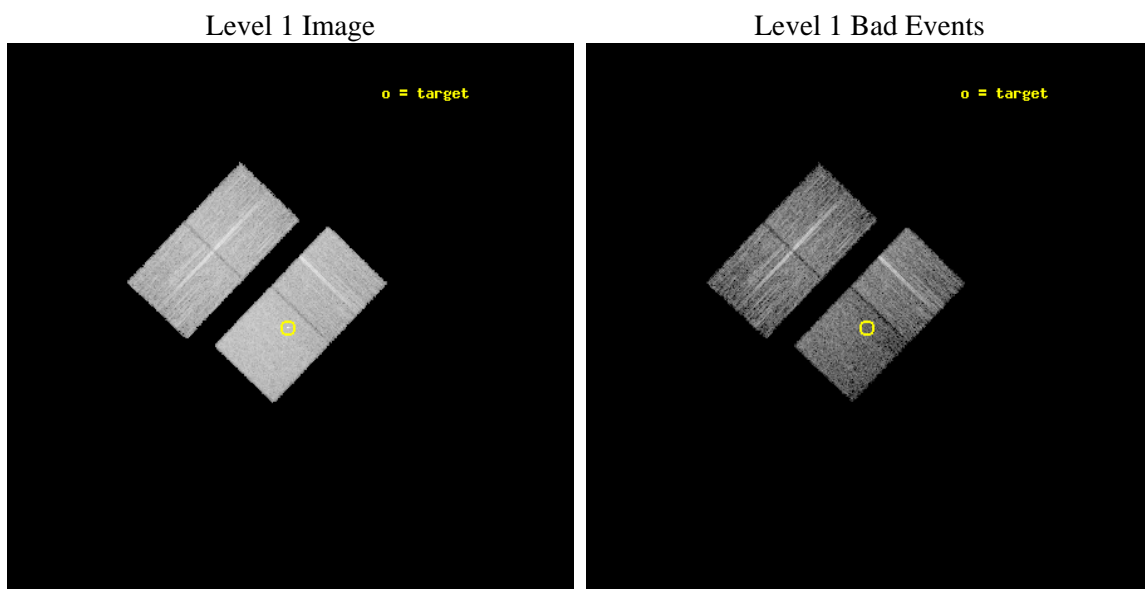 Level 1 Image
Level 1 Bad Events
o = target
o = target